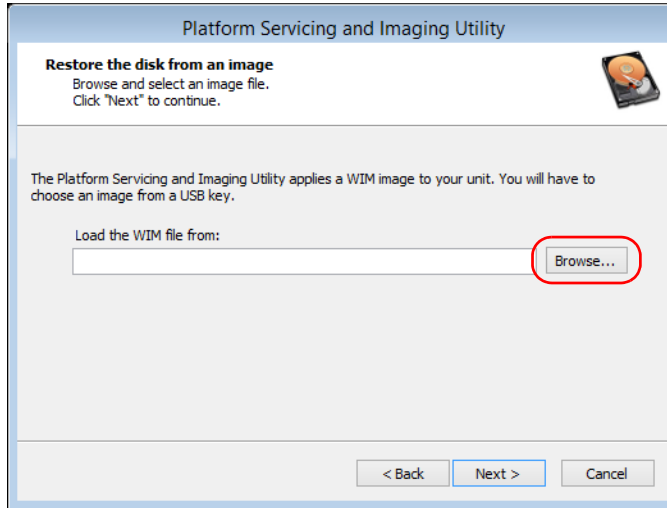 Platform Servicing and Imaging Utility
Restore the disk from an image
Browse and select an image file.
Click "Next" to continue.
The Platform Servicing and Imaging Utility applies a WIM image to your unit. You will have to
choose an image from a USB key.
Load the WIM file from:
Browse...
< Back Next > Cancel